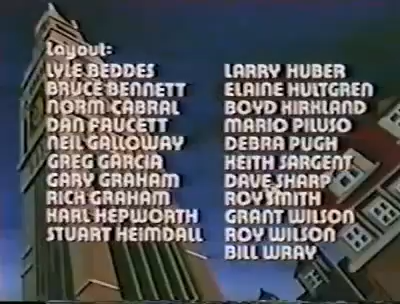 Layout:
LYLE BEDDES
BRUCE BENNETT
NORM CABRAL
DAN FAUCETT
NEIL GALLOWAY
GREG GARCIA
GARY GRAHAM
RICH GRAHAM
KARL HEPWORTH
STUART HEIMDALL
LARRY HUBER
ELAINE HULTGREN
BOYD KIRKLAND
MARIO PILUSO
DEBRA PUGH
KEITH SARGENT
DAVE SHARP
ROY SMITH
GRANT WILSON
ROY WILSON
BILL WRAY